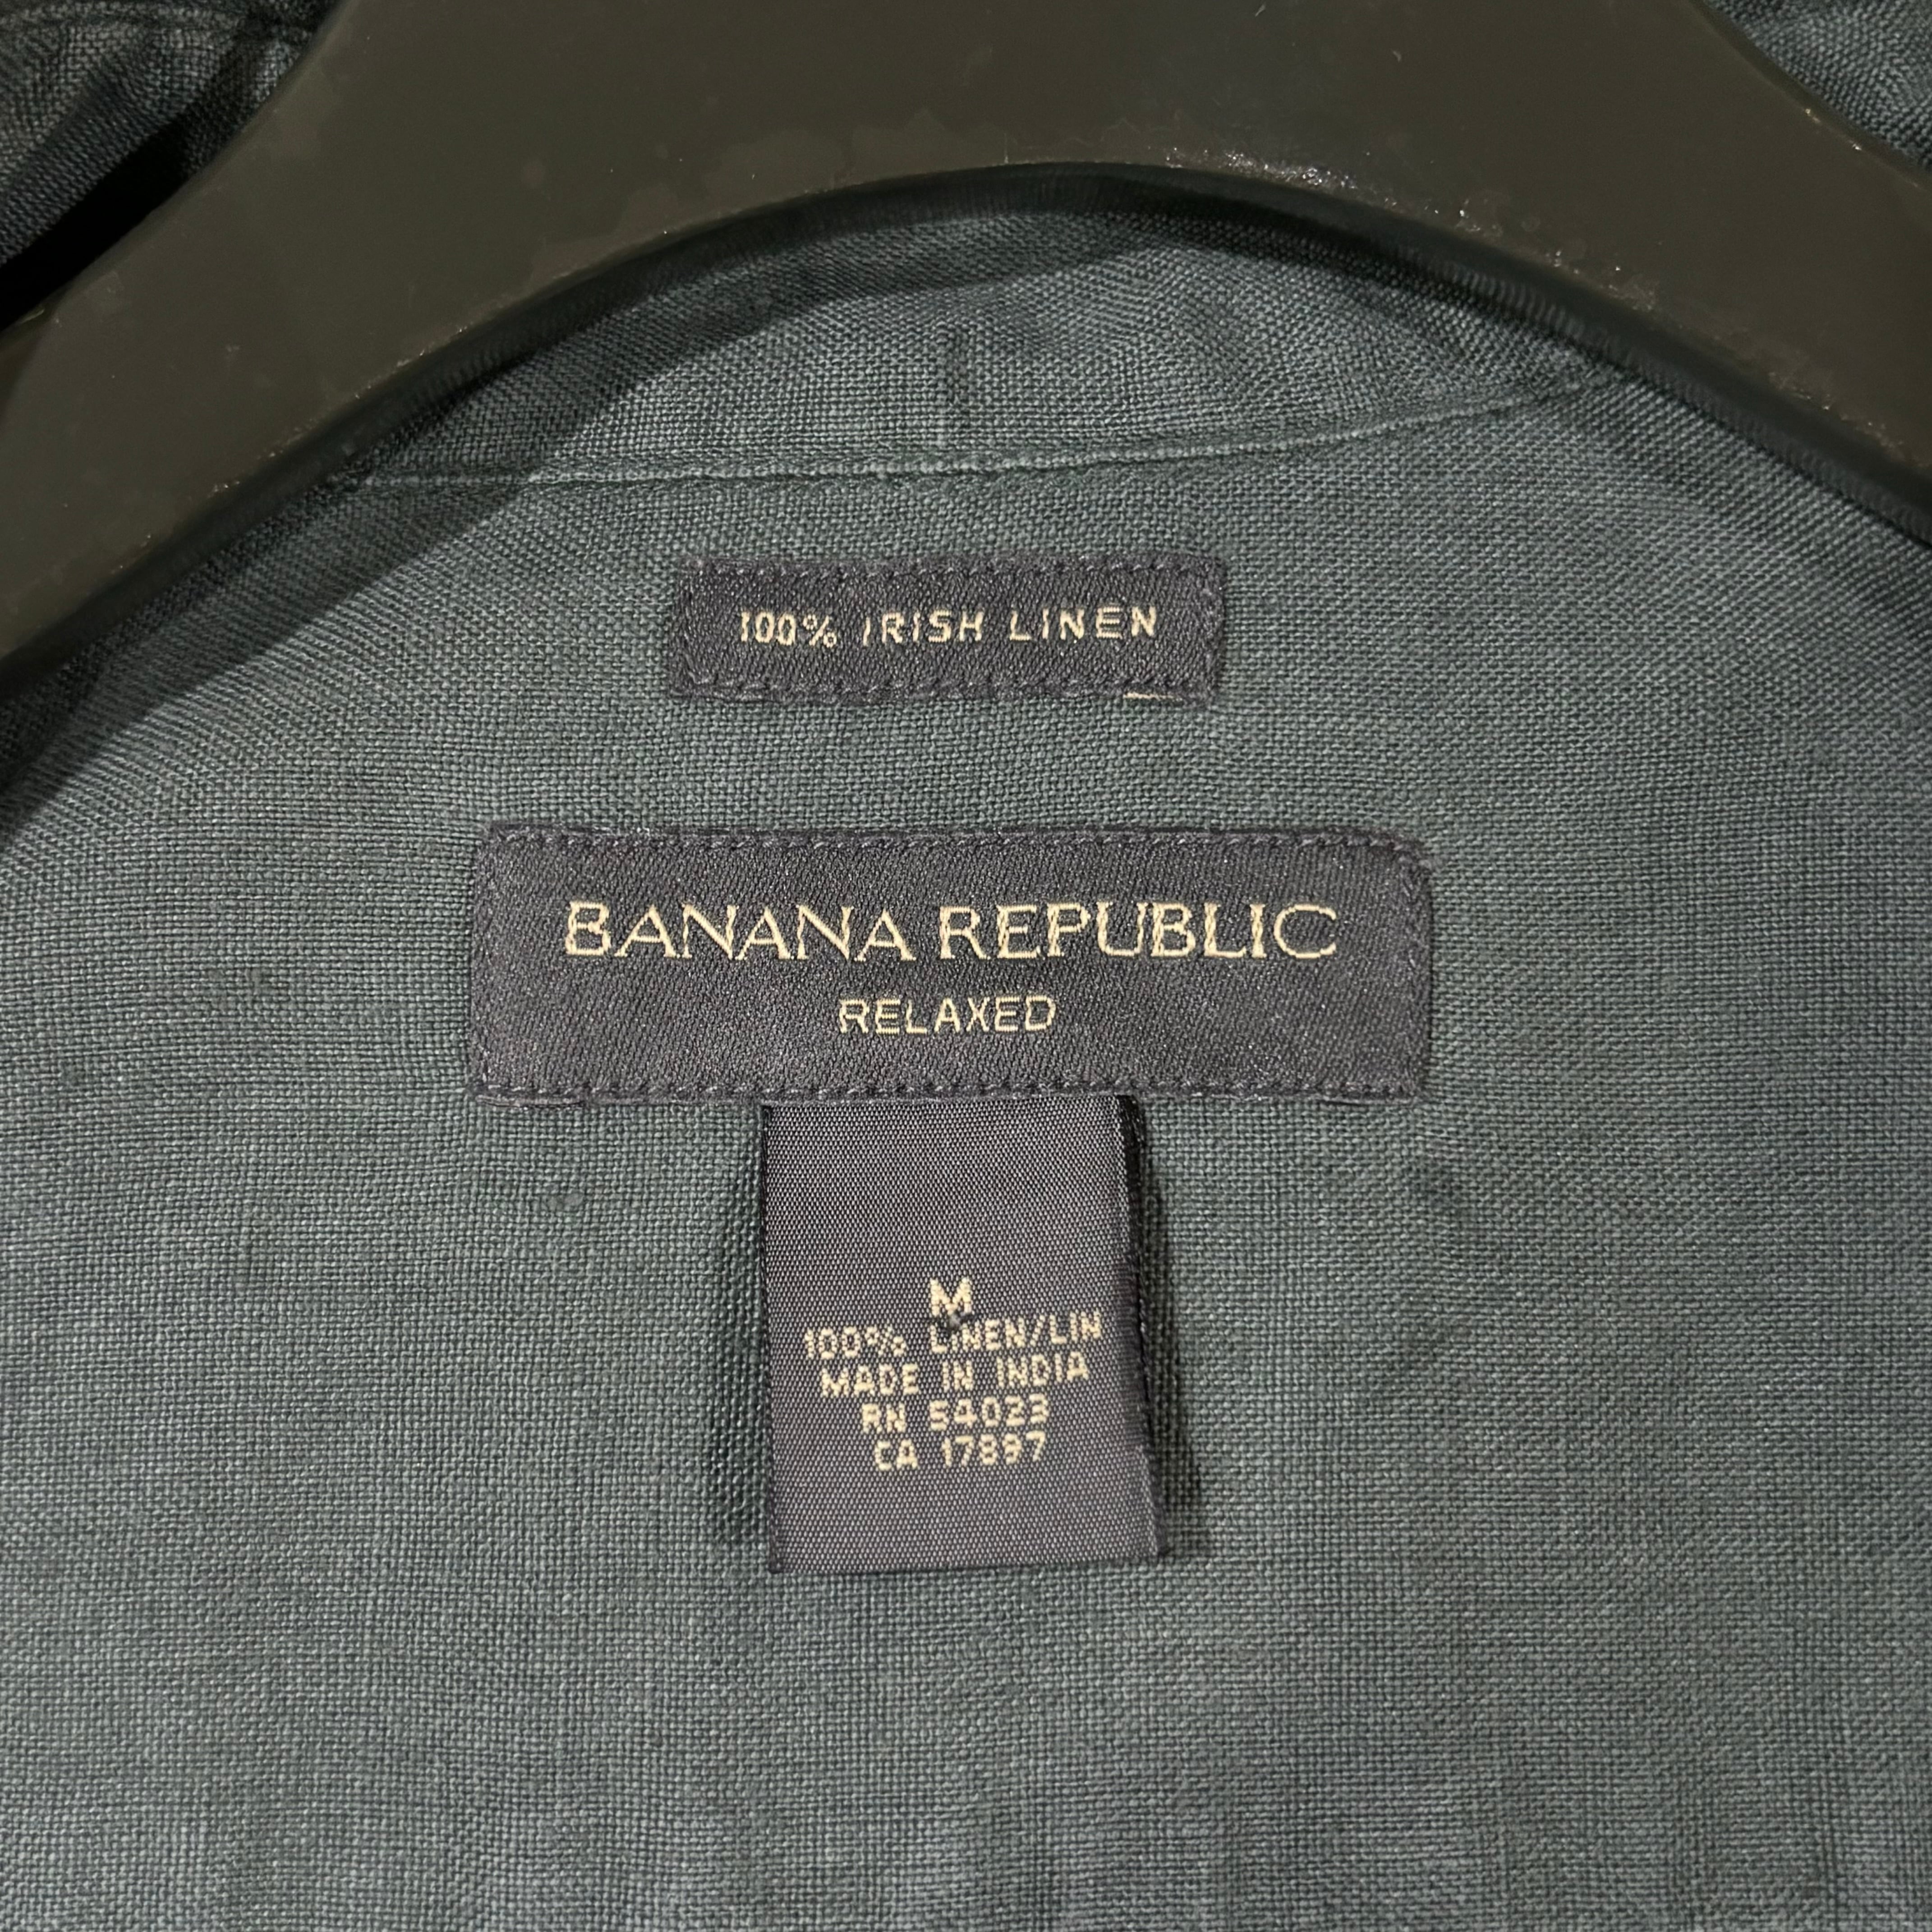 100% IRISH LINEN
BANANA REPUBLIC
RELAXED
M
100% LINEN/LIN
MADE IN INDIA
RN 54023
CA 17897